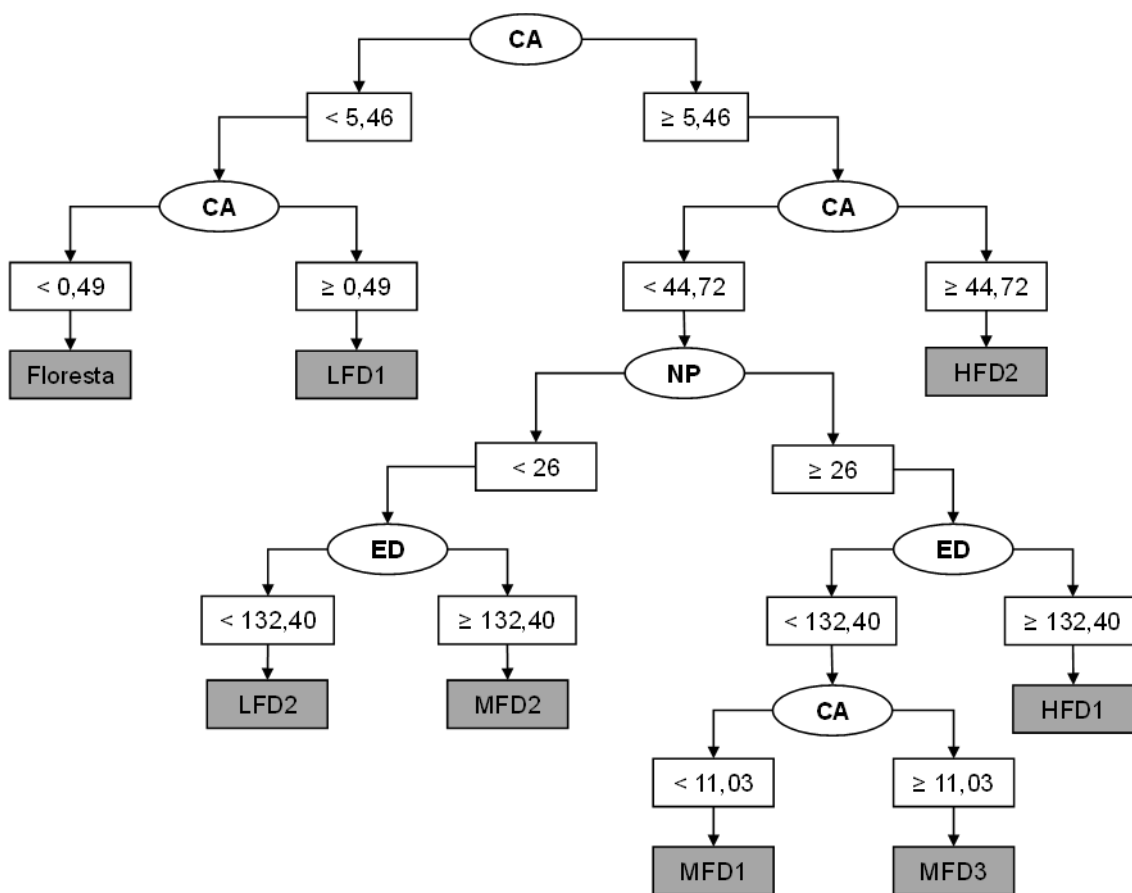 CA
< 5,46
≥ 5,46
CA
CA
< 0,49
≥ 0,49
< 44,72
≥ 44,72
Floresta
LFD1
NP
HFD2
< 26
≥ 26
ED
ED
< 132,40
≥ 132,40
< 132,40
≥ 132,40
LFD2
MFD2
CA
HFD1
< 11,03
≥ 11,03
MFD1
MFD3